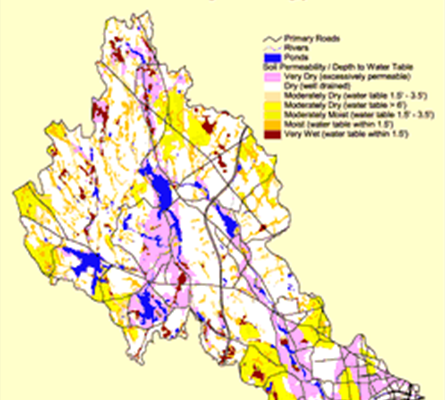 Primary Roads
Rivers
Ponds
Soil Permeability / Depth to Water Table
Very Dry (excessively permeable)
Dry (well drained)
Moderately Dry (water table 1.5' - 3.5')
Moderately Dry (water table > 6')
Moderately Moist (water table 1.5' - 3.5')
Moist (water table within 1.5')
Very Wet (water table within 1.5')